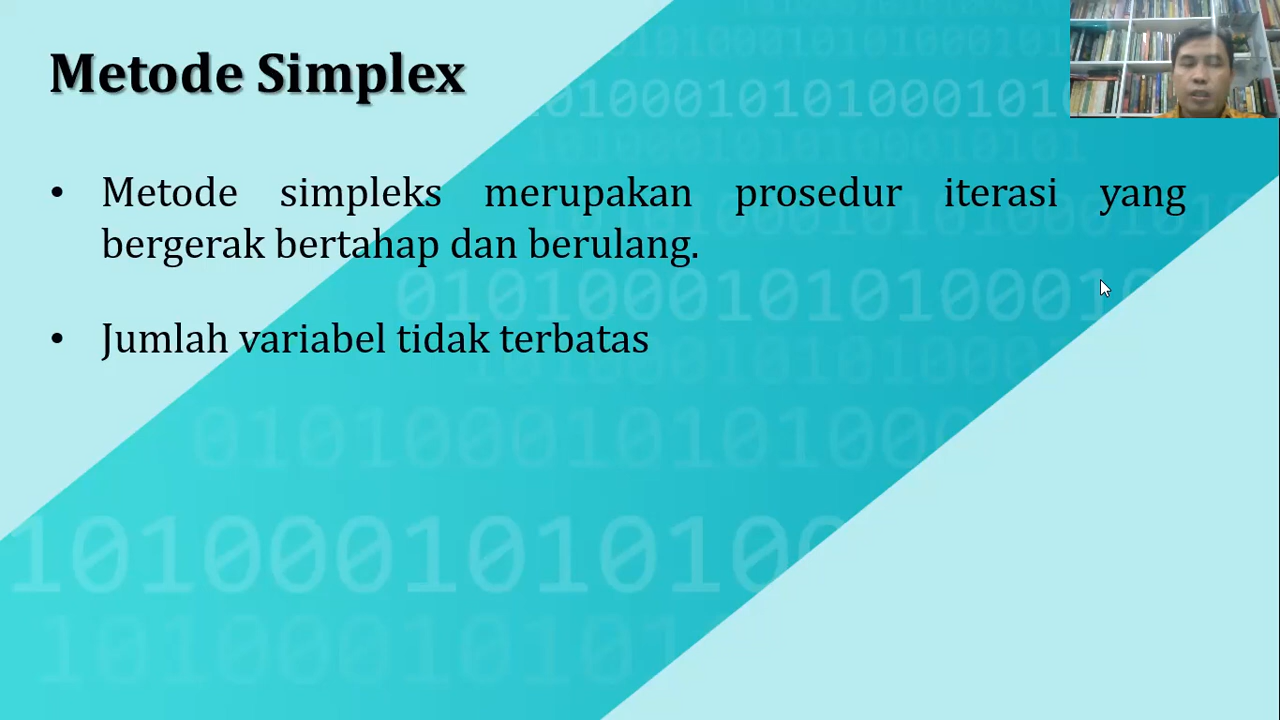 Metode Simplex
• Metode simpleks merupakan prosedur iterasi yang
bergerak bertahap dan berulang.
• Jumlah variabel tidak terbatas